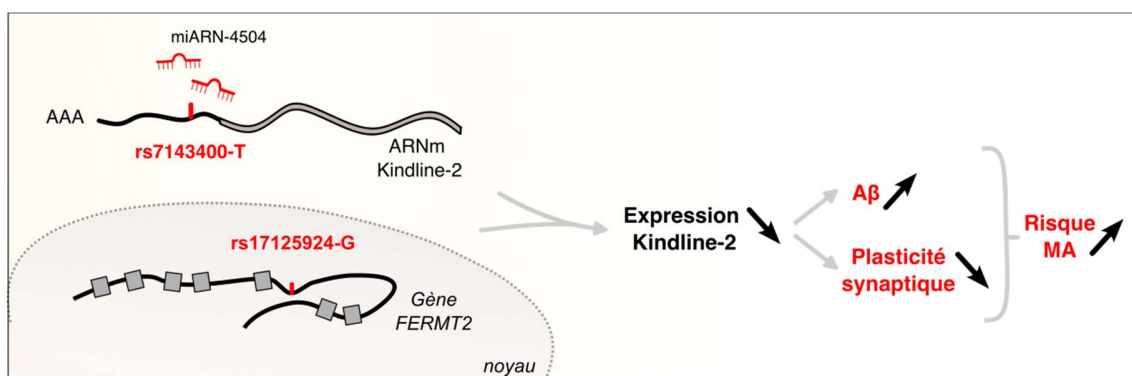 miARN-4504
AAA
rs7143400-T
ARNm
Kindline-2
rs17125924-G
Gène
FERMT2
noyau
Expression
Kindline-2
Aβ
Plasticité
synaptique
Risque
MA